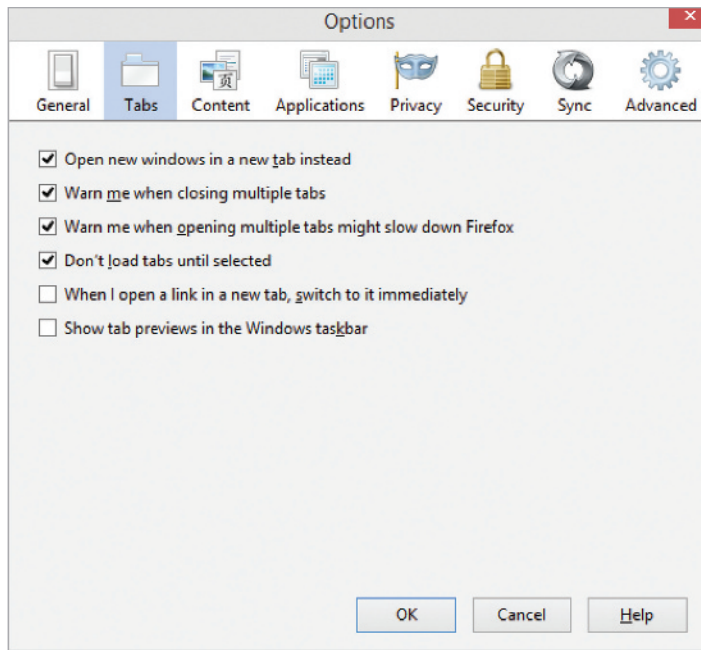 Options
General Tabs Content Applications Privacy Security Sync Advanced
页
Open new windows in a new tab instead
Warn me when closing multiple tabs
Warn me when opening multiple tabs might slow down Firefox
Don't load tabs until selected
When I open a link in a new tab, switch to it immediately
Show tab previews in the Windows taskbar
OK Cancel Help